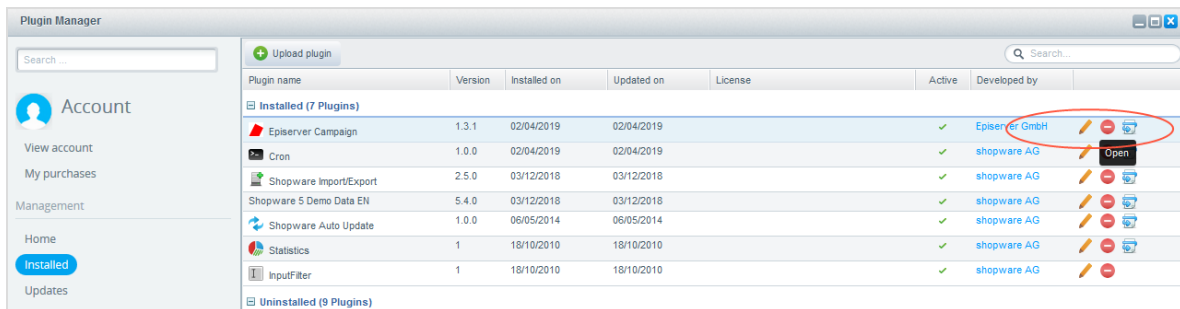 Plugin Manager
Search ...
Account
View account
My purchases
Management
Home
Installed
Updates
Upload plugin
Search...
Plugin name Version Installed on Updated on License Active Developed by
Installed (7 Plugins)
Episerver Campaign 1.3.1 02/04/2019 02/04/2019 Episerver GmbH
Cron 1.0.0 02/04/2019 02/04/2019 shopware AG
Open
Shopware Import/Export 2.5.0 03/12/2018 03/12/2018 shopware AG
Shopware 5 Demo Data EN 5.4.0 03/12/2018 03/12/2018 shopware AG
Shopware Auto Update 1.0.0 06/05/2014 06/05/2014 shopware AG
Statistics 1 18/10/2010 18/10/2010 shopware AG
InputFilter 1 18/10/2010 18/10/2010 shopware AG
Uninstalled (9 Plugins)